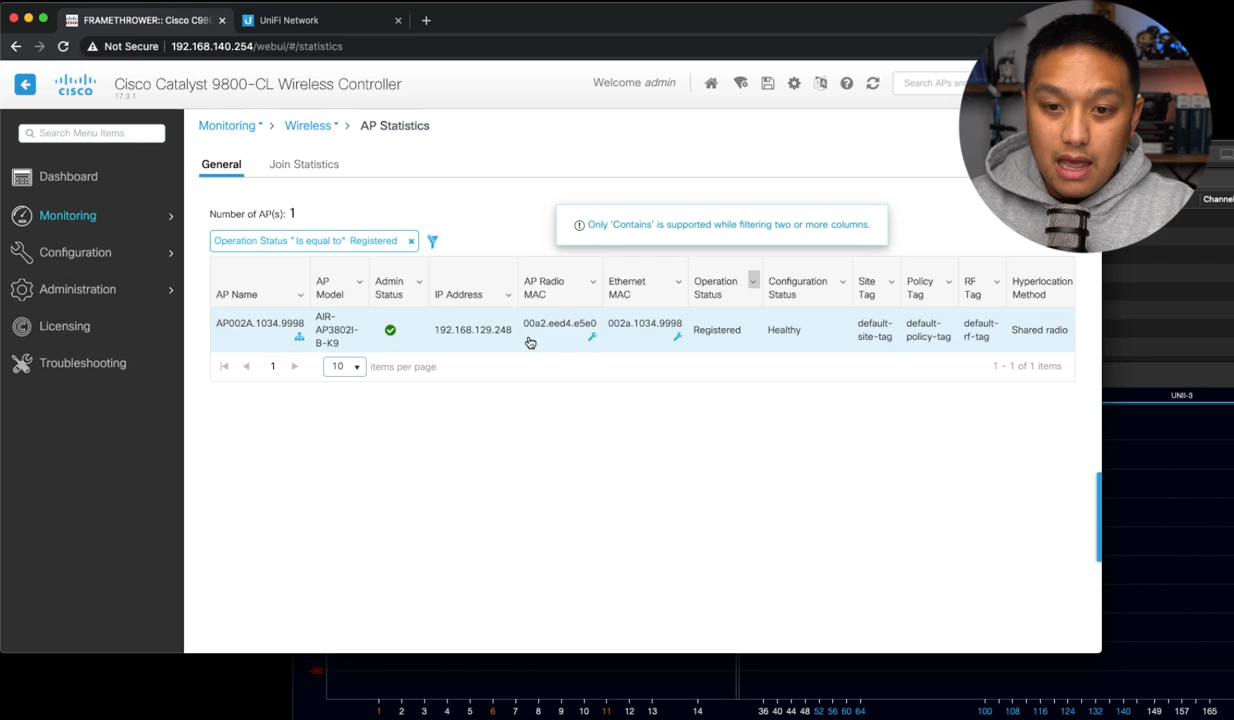 FRAMETHROWER:: Cisco C98
UniFi Network
Not Secure
192.168.140.254/webui/#/statistics
CISCO
Cisco Catalyst 9800-CL Wireless Controller
17.3.1
Welcome admin
Search APs and
Search Menu Items
Dashboard
Monitoring
Configuration
Administration
Licensing
Troubleshooting
Monitoring > Wireless > AP Statistics
General
Join Statistics
Number of AP(s): 1
Only 'Contains' is supported while filtering two or more columns.
Operation Status "Is equal to" Registered
AP Name
AP Model
Admin Status
IP Address
AP Radio MAC
Ethernet MAC
Operation Status
Configuration Status
Site Tag
Policy Tag
RF Tag
Hyperlocation Method
AP002A.1034.9998
AIR-
AP3802I-
B-K9
192.168.129.248
00a2.eed4.e5e0
002a.1034.9998
Registered
Healthy
default-
site-tag
default-
policy-tag
default-
rf-tag
Shared radio
1
10
items per page
1 - 1 of 1 items
Channel
UNII-3
-90
1 2 3 4 5 6 7 8 9 10 11 12 13 14 36 40 44 48 52 56 60 64 100 108 116 124 132 140 149 157 165